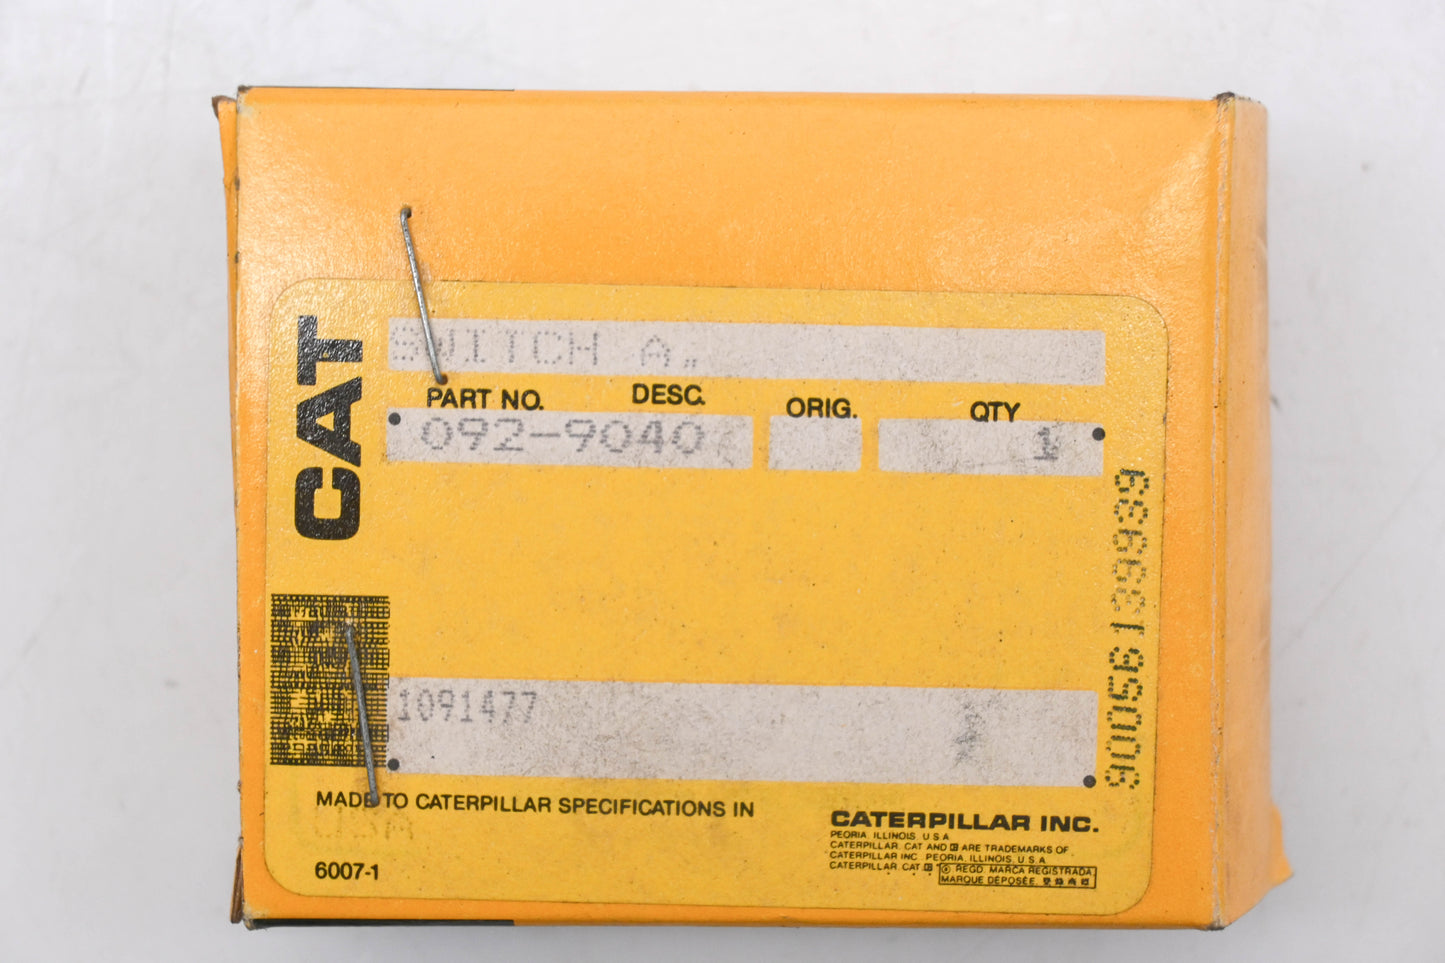 CAT
SWITCH A.
PART NO. DESC. ORIG. QTY
092-9040 1
1091477
MADE TO CATERPILLAR SPECIFICATIONS IN
USA
6007-1
CATERPILLAR INC.
PEORIA, ILLINOIS U.S.A.
CATERPILLAR, CAT AND C ARE TRADEMARKS OF
CATERPILLAR INC. PEORIA, ILLINOIS, U.S.A.
CATERPILLAR, CAT, C ® REGD. MARCA REGISTRADA,
MARQUE DÉPOSÉE,